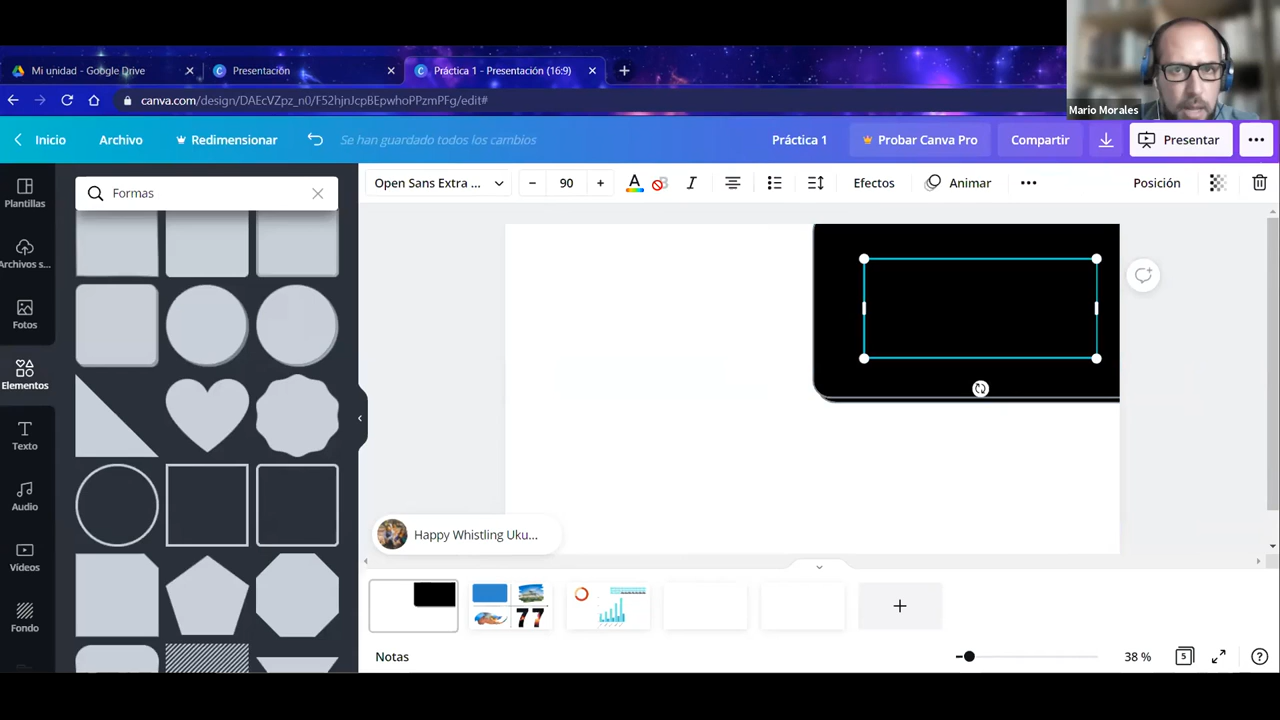 Mi unidad - Google Drive
Presentación
Práctica 1 - Presentación (16:9)
canva.com/design/DAEcVZpz_n0/F52hjnJcpBEpwhoPPzmPFg/edit#
Mario Morales
Inicio
Archivo
Redimensionar
Se han guardado todos los cambios
Práctica 1
Probar Canva Pro
Compartir
Presentar
Plantillas
Archivos s...
Fotos
Elementos
Texto
Audio
Vídeos
Fondo
Formas
Open Sans Extra ...
90
A
B
I
Efectos
Animar
Posición
Happy Whistling Uku...
77
Notas
38 %
5